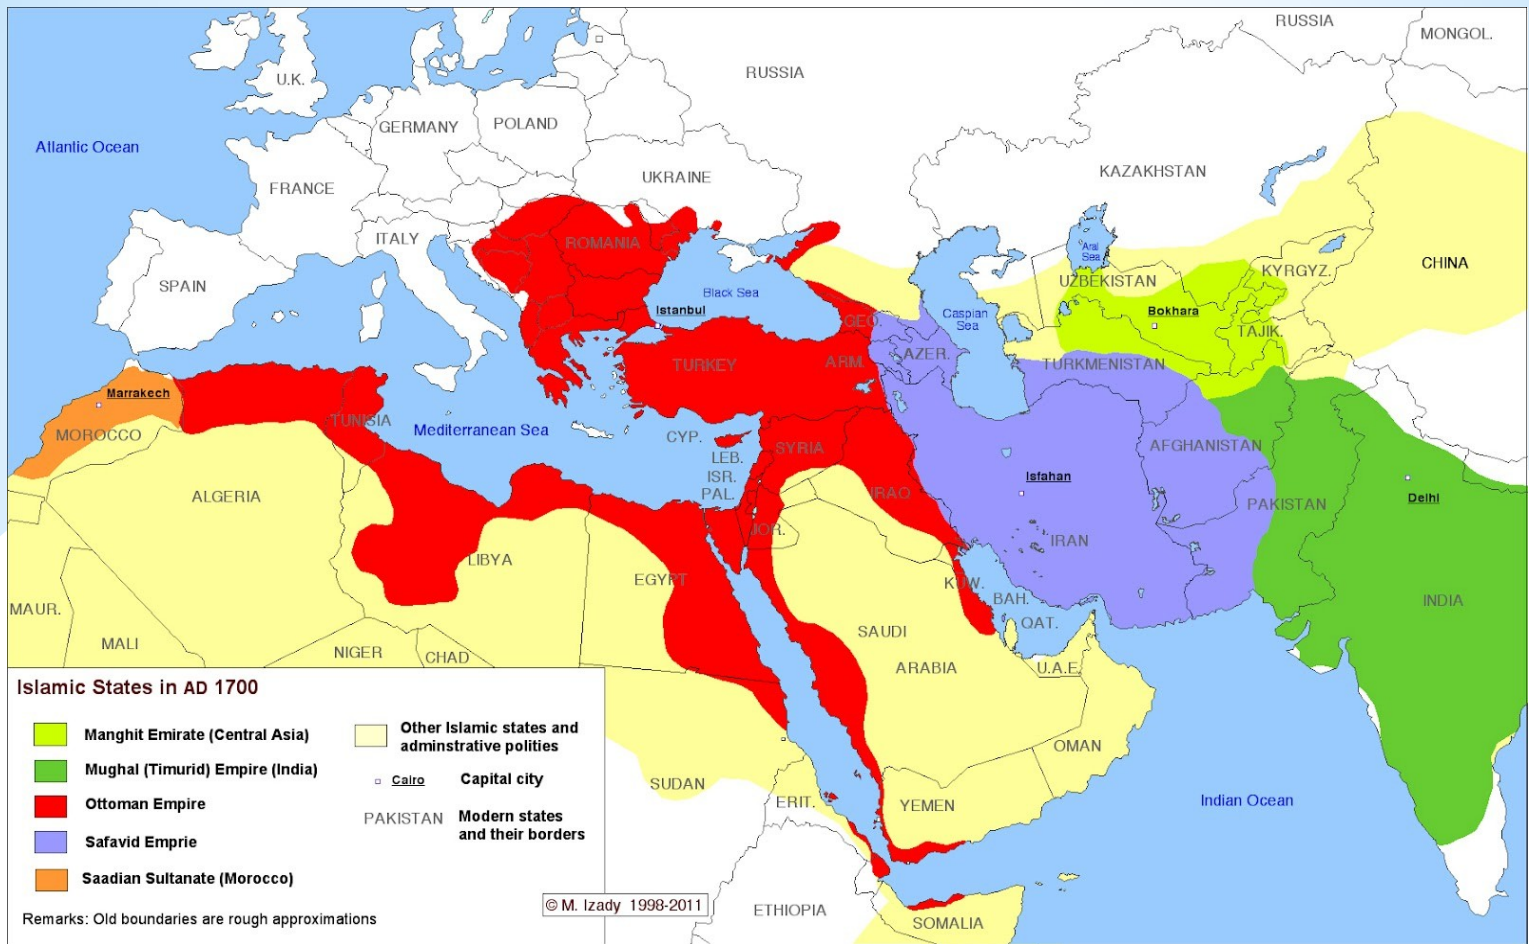 RUSSIA
MONGOL.
RUSSIA
U.K.
GERMANY
POLAND
Atlantic Ocean
FRANCE
UKRAINE
KAZAKHSTAN
ITALY
ROMANIA
Aral
Sea
SPAIN
Black Sea
UZBEKISTAN
KYRGYZ.
CHINA
Istanbul
Caspian
Sea
Bokhara
GEO.
TAJIK.
AZER.
TURKEY
ARM.
TURKMENISTAN
Marrakech
TUNISIA
Mediterranean Sea
MOROCCO
CYP.
SYRIA
AFGHANISTAN
LEB.
ISR.
PAL.
Isfahan
ALGERIA
IRAQ
PAKISTAN
Delhi
JOR.
IRAN
LIBYA
EGYPT
KUW.
BAH.
QAT.
INDIA
MAUR.
MALI
NIGER
CHAD
SAUDI
ARABIA
U.A.E.
OMAN
SUDAN
ERIT.
YEMEN
Indian Ocean
ETHIOPIA
SOMALIA
Islamic States in AD 1700
Manghit Emirate (Central Asia)
Mughal (Timurid) Empire (India)
Ottoman Empire
Safavid Emprie
Saadian Sultanate (Morocco)
Other Islamic states and
adminstrative polities
Cairo Capital city
PAKISTAN Modern states
and their borders
Remarks: Old boundaries are rough approximations
© M. Izady 1998-2011